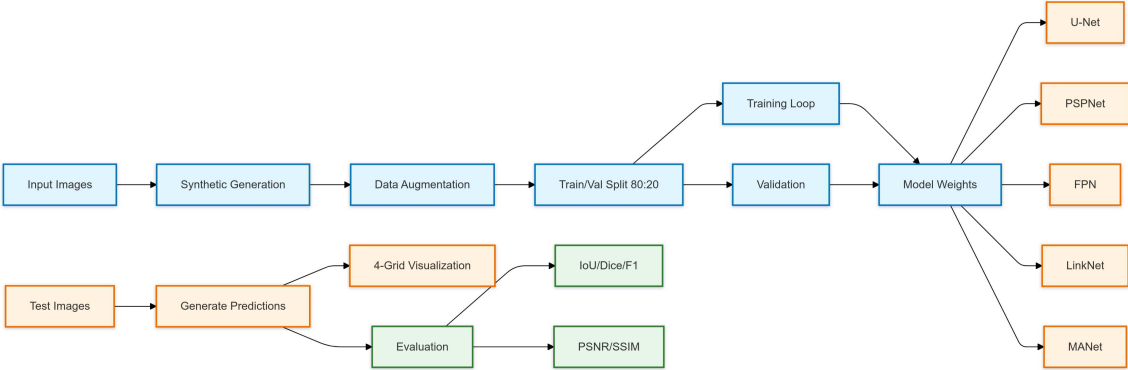 U-Net
Training Loop
PSPNet
Input Images
Synthetic Generation
Data Augmentation
Train/Val Split 80:20
Validation
Model Weights
FPN
4-Grid Visualization
IoU/Dice/F1
LinkNet
Test Images
Generate Predictions
Evaluation
PSNR/SSIM
MANet